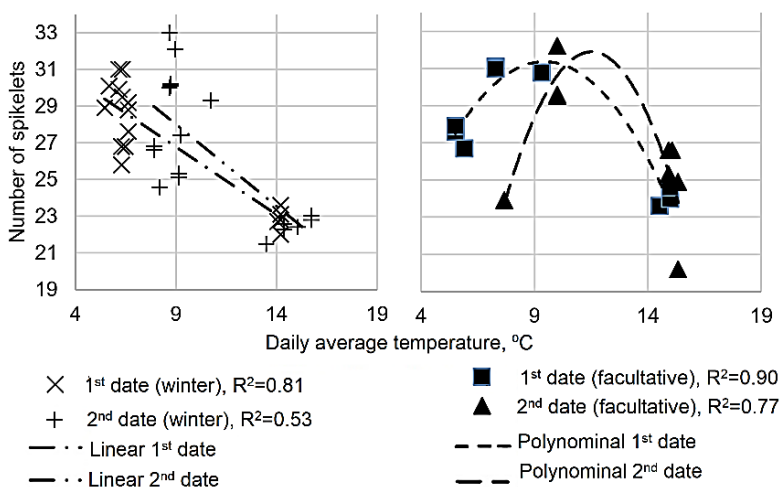 33
31
29
27
25
23
21
19
Number of spikelets
4 9 14 19
4 9 14 19
Daily average temperature, ⁰C
1ˢᵗ date (winter), R²=0.81
2ⁿᵈ date (winter), R²=0.53
Linear 1ˢᵗ date
Linear 2ⁿᵈ date
1ˢᵗ date (facultative), R²=0.90
2ⁿᵈ date (facultative), R²=0.77
Polynominal 1ˢᵗ date
Polynominal 2ⁿᵈ date